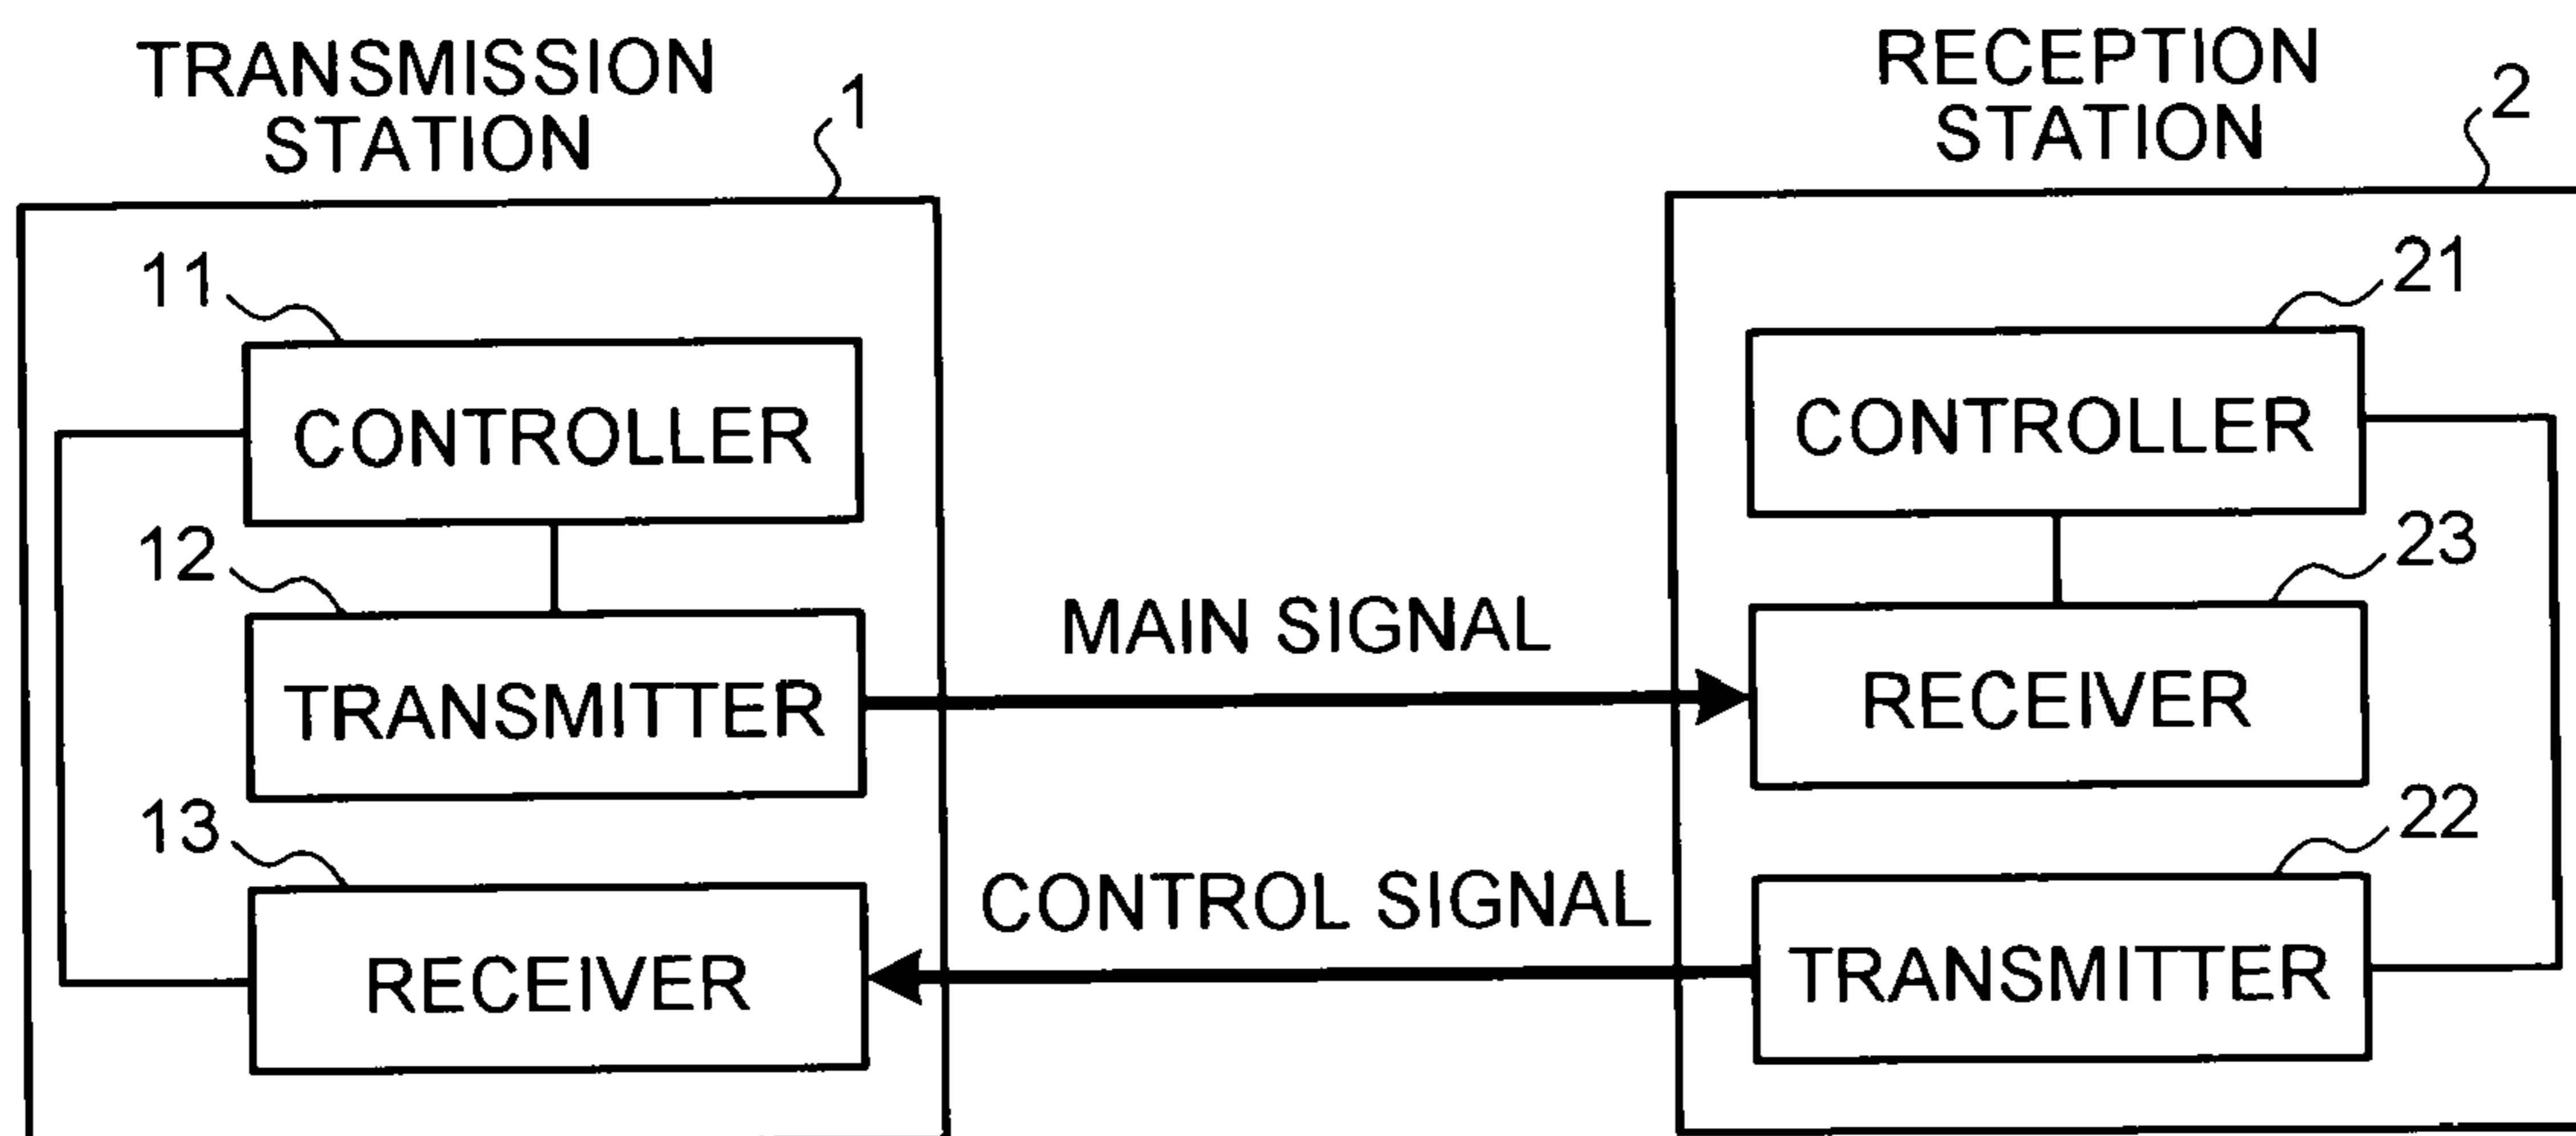 TRANSMISSION
STATION
1
11
CONTROLLER
12
TRANSMITTER
13
RECEIVER
MAIN SIGNAL
CONTROL SIGNAL
RECEPTION
STATION
2
21
CONTROLLER
23
RECEIVER
22
TRANSMITTER